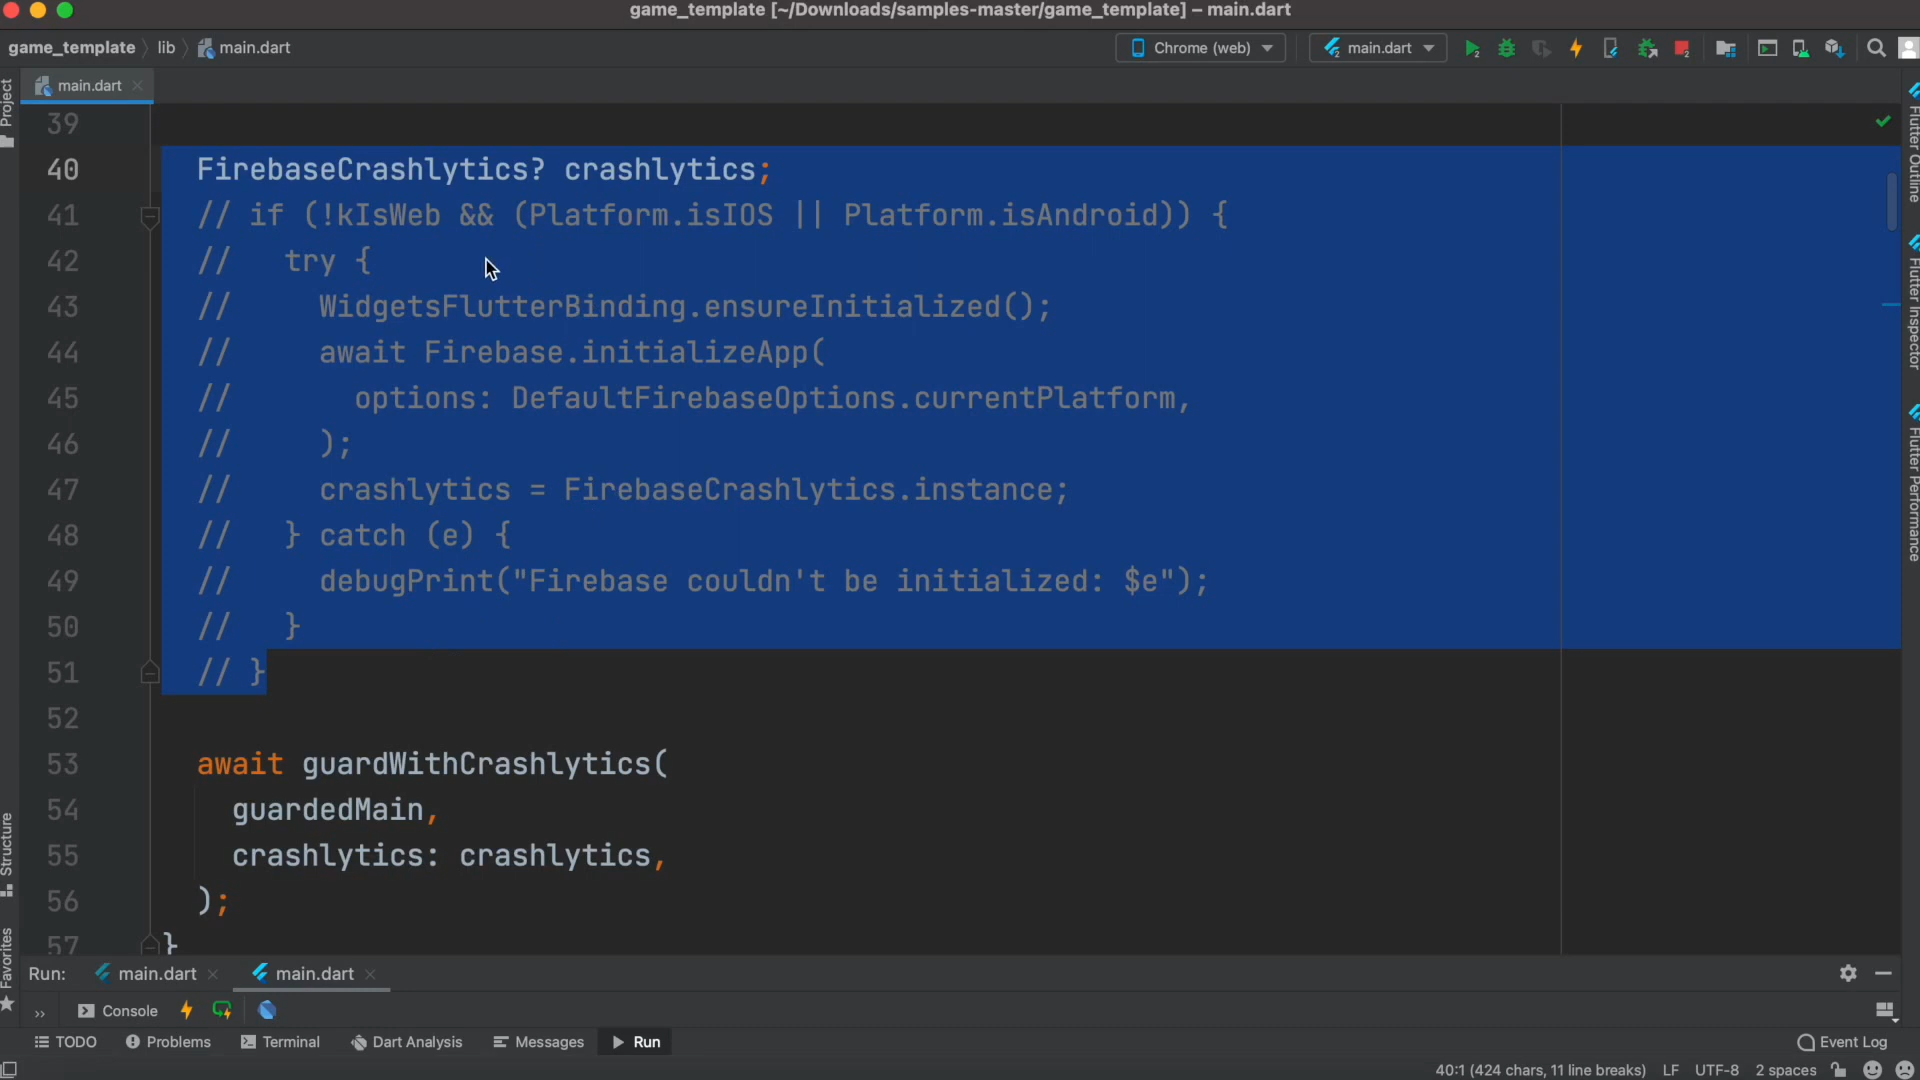 game_template [~/Downloads/samples-master/game_template] – main.dart
game_template lib main.dart Chrome (web) main.dart
main.dart
Project
39
40 FirebaseCrashlytics? crashlytics;
41 // if (!kIsWeb && (Platform.isIOS || Platform.isAndroid)) {
42 // try {
43 // WidgetsFlutterBinding.ensureInitialized();
44 // await Firebase.initializeApp(
45 // options: DefaultFirebaseOptions.currentPlatform,
46 // );
47 // crashlytics = FirebaseCrashlytics.instance;
48 // } catch (e) {
49 // debugPrint("Firebase couldn't be initialized: $e");
50 // }
51 // }
52
53 await guardWithCrashlytics(
54 guardedMain,
55 crashlytics: crashlytics,
56 );
57 }
Flutter Outline
Flutter Inspector
Flutter Performance
Structure
Favorites
Run: main.dart main.dart
Console
TODO Problems Terminal Dart Analysis Messages Run Event Log
40:1 (424 chars, 11 line breaks) LF UTF-8 2 spaces